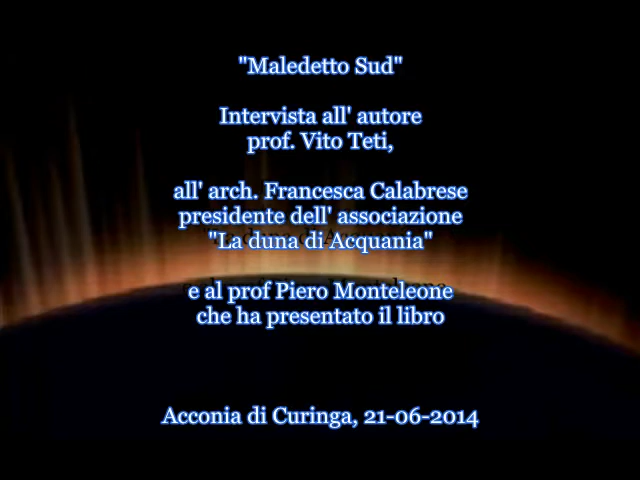 "Maledetto Sud"
Intervista all' autore
prof. Vito Teti,
all' arch. Francesca Calabrese
presidente dell' associazione
"La duna di Acquania"
e al prof Piero Monteleone
che ha presentato il libro
Acconia di Curinga, 21-06-2014